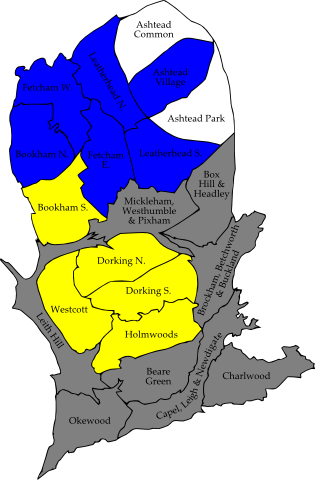 Ashtead
Common
Leatherhead N.
Ashtead
Village
Fetcham W.
Ashtead Park
Bookham N.
Fetcham
E.
Leatherhead S.
Box
Hill &
Headley
Bookham S.
Mickleham,
Westhumble
& Pixham
Brockham, Betchworth
& Buckland
Dorking N.
Dorking S.
Westcott
Leith Hill
Holmwoods
Beare
Green
Capel, Leigh & Newdigate
Charlwood
Okewood